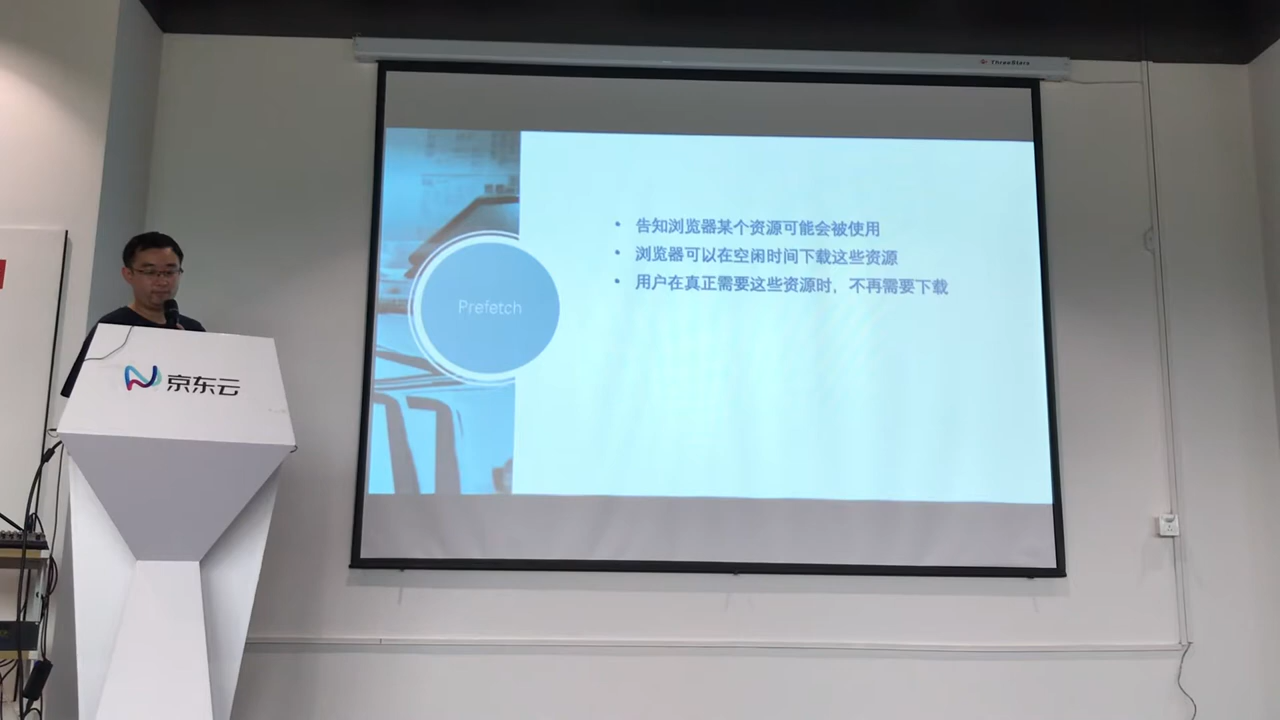 ThreeStars
• 告知浏览器某个资源可能会被使用
• 浏览器可以在空闲时间下载这些资源
• 用户在真正需要这些资源时，不再需要下载
Prefetch
京东云